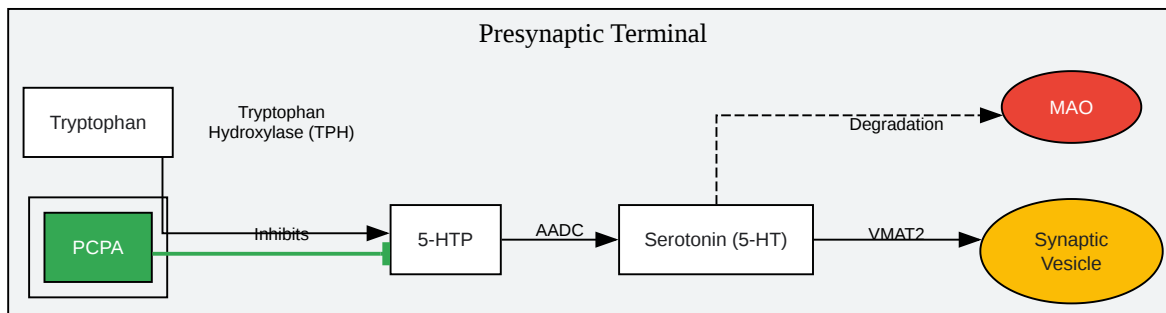 Presynaptic Terminal
Tryptophan
Tryptophan
Hydroxylase (TPH)
Degradation
MAO
PCPA
Inhibits
5-HTP
AADC
Serotonin (5-HT)
VMAT2
Synaptic
Vesicle